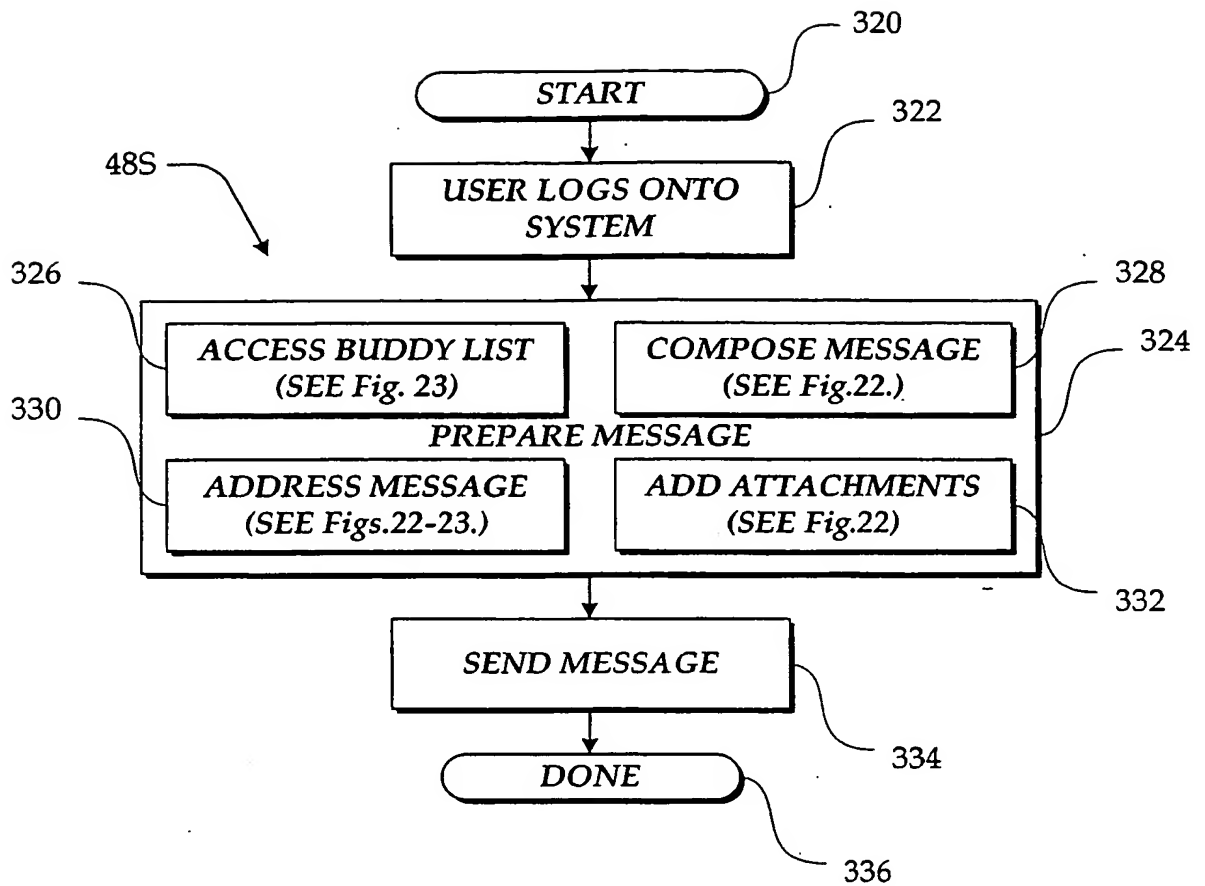 320
START
322
48S
USER LOGS ONTO
SYSTEM
326
328
ACCESS BUDDY LIST
(SEE Fig. 23)
COMPOSE MESSAGE
(SEE Fig.22.)
324
330
PREPARE MESSAGE
ADDRESS MESSAGE
(SEE Figs.22-23.)
ADD ATTACHMENTS
(SEE Fig.22)
332
SEND MESSAGE
334
DONE
336